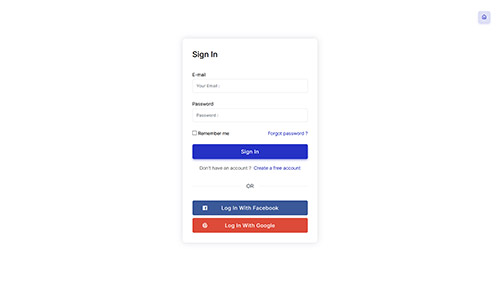 Sign In
E-mail
Your Email :
Password
Password :
Remember me
Forgot password ?
Sign In
Don't have an account ? Create a free account
OR
Log In With Facebook
Log In With Google